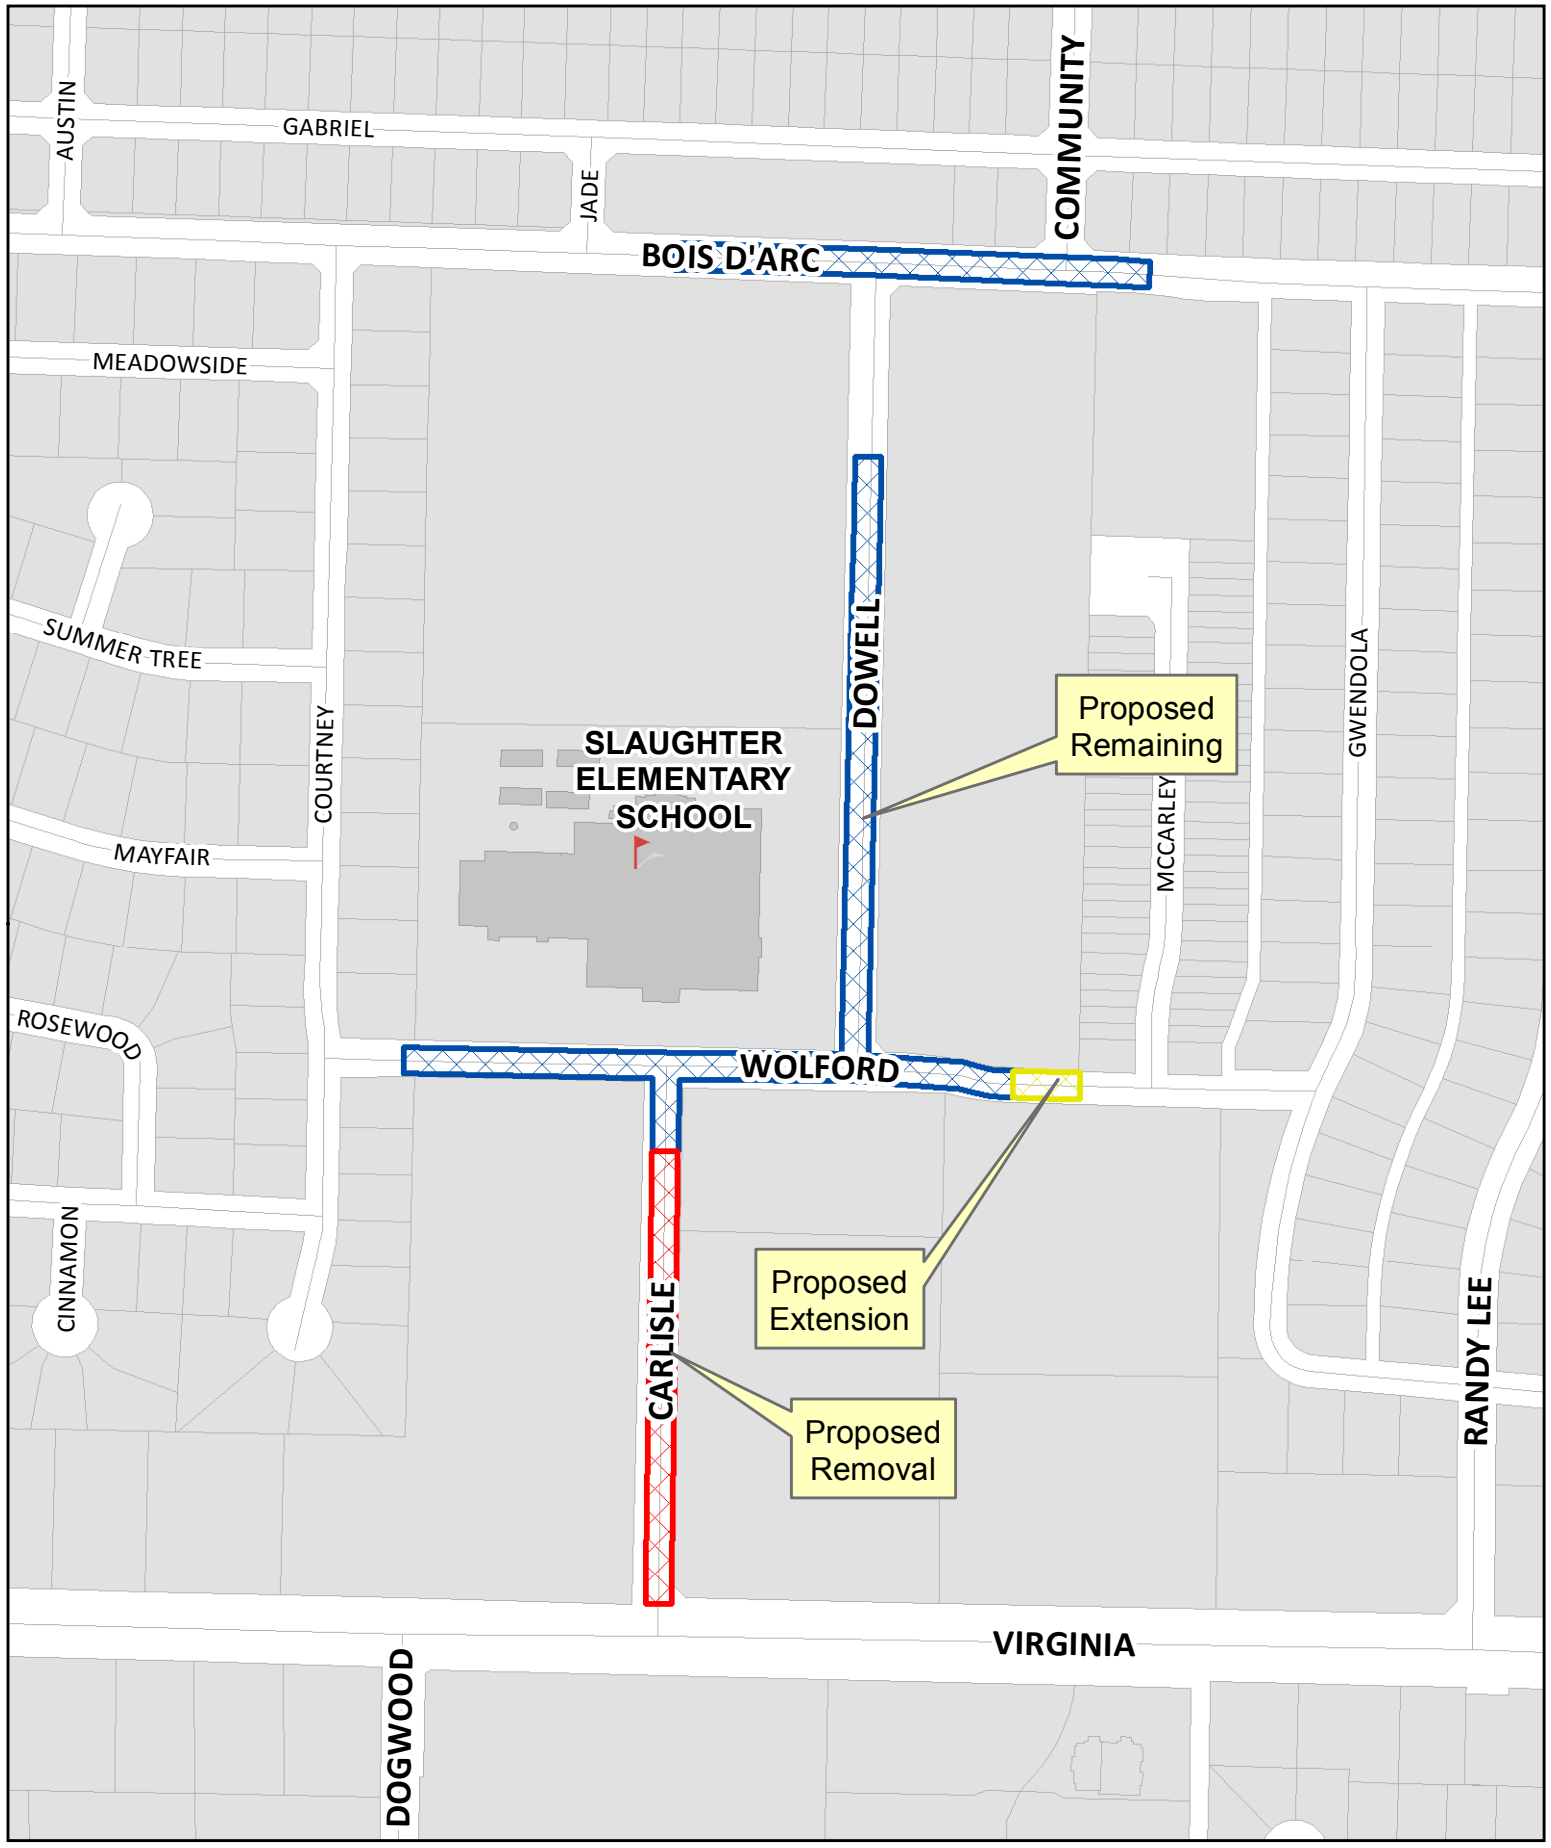 COMMUNITY
AUSTIN
GABRIEL
JADE
BOIS D'ARC
MEADOWSIDE
DOWELL
SUMMER TREE
GWENDOLA
Proposed
Remaining
COURTNEY
SLAUGHTER
ELEMENTARY
SCHOOL
MCCARLEY
MAYFAIR
ROSEWOOD
WOLFORD
CINNAMON
Proposed
Extension
CARLISLE
RANDY LEE
Proposed
Removal
VIRGINIA
DOGWOOD